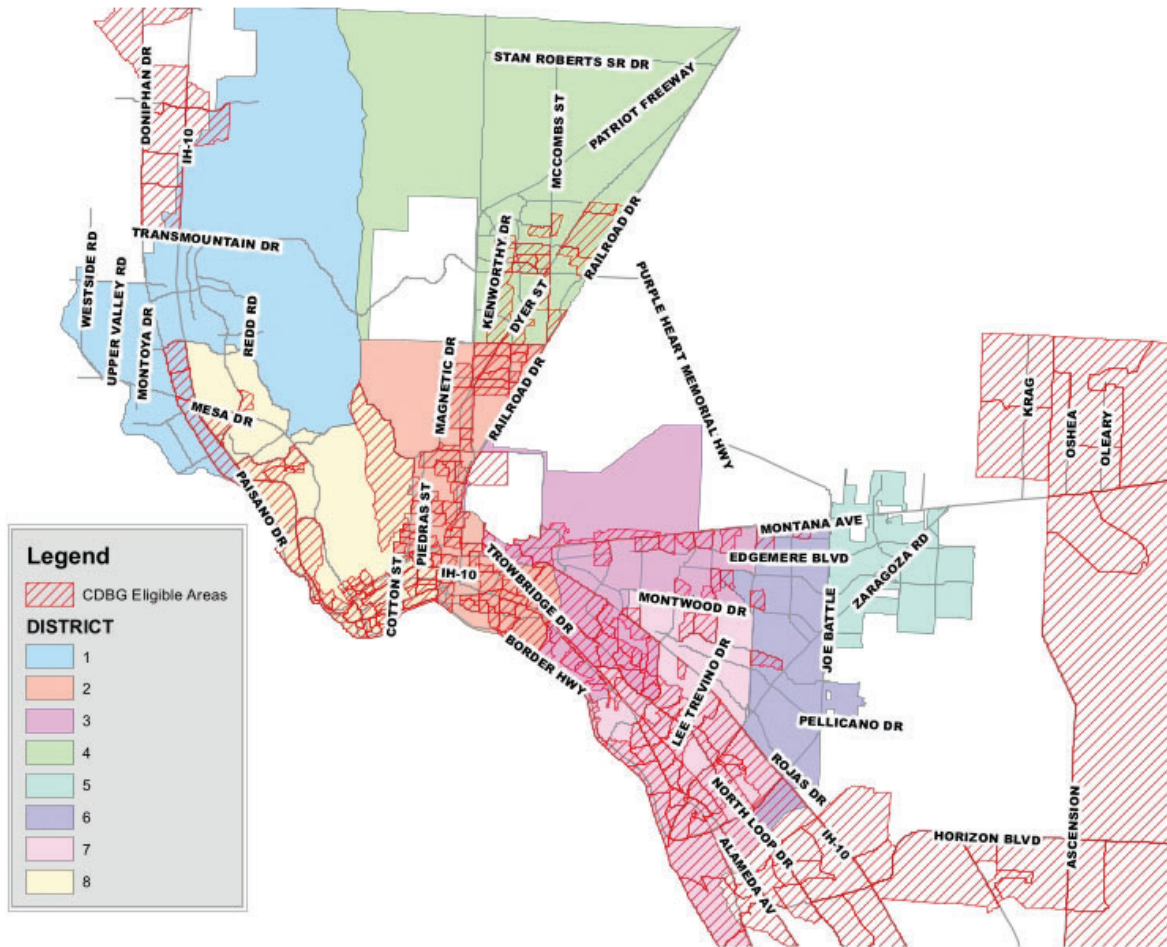 STAN ROBERTS SR DR
DONIPHAN DR
PATRIOT FREEWAY
MCCOMBS ST
IH-10
TRANSMOUNTAIN DR
KENWORTHY DR
RAILROAD DR
WESTSIDE RD
UPPER VALLEY RD
MONTOYA DR
REDD RD
DYER ST
PURPLE HEART MEMORIAL HWY
MAGNETIC DR
RAILROAD DR
MESA DR
KRAG
OSHEA
OLEARY
PAISANO DR
PIEDRAS ST
MONTANA AVE
EDGEMERE BLVD
ZARAGOZA RD
COTTON ST
IH-10
TROWBRIDGE DR
MONTWOOD DR
JOE BATTLE
BORDER HWY
LEE TREVINO DR
PELLICANO DR
ROJAS DR
NORTH LOOP DR
IH-10
HORIZON BLVD
ASCENSION
ALAMEDA AV
Legend
CDBG Eligible Areas
DISTRICT
1
2
3
4
5
6
7
8